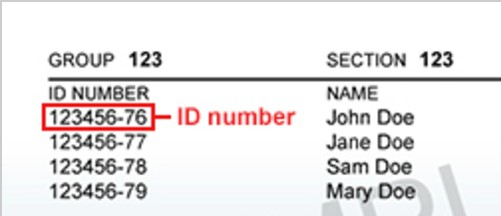 GROUP 123 SECTION 123
ID NUMBER NAME
123456-76 ID number John Doe
123456-77 Jane Doe
123456-78 Sam Doe
123456-79 Mary Doe